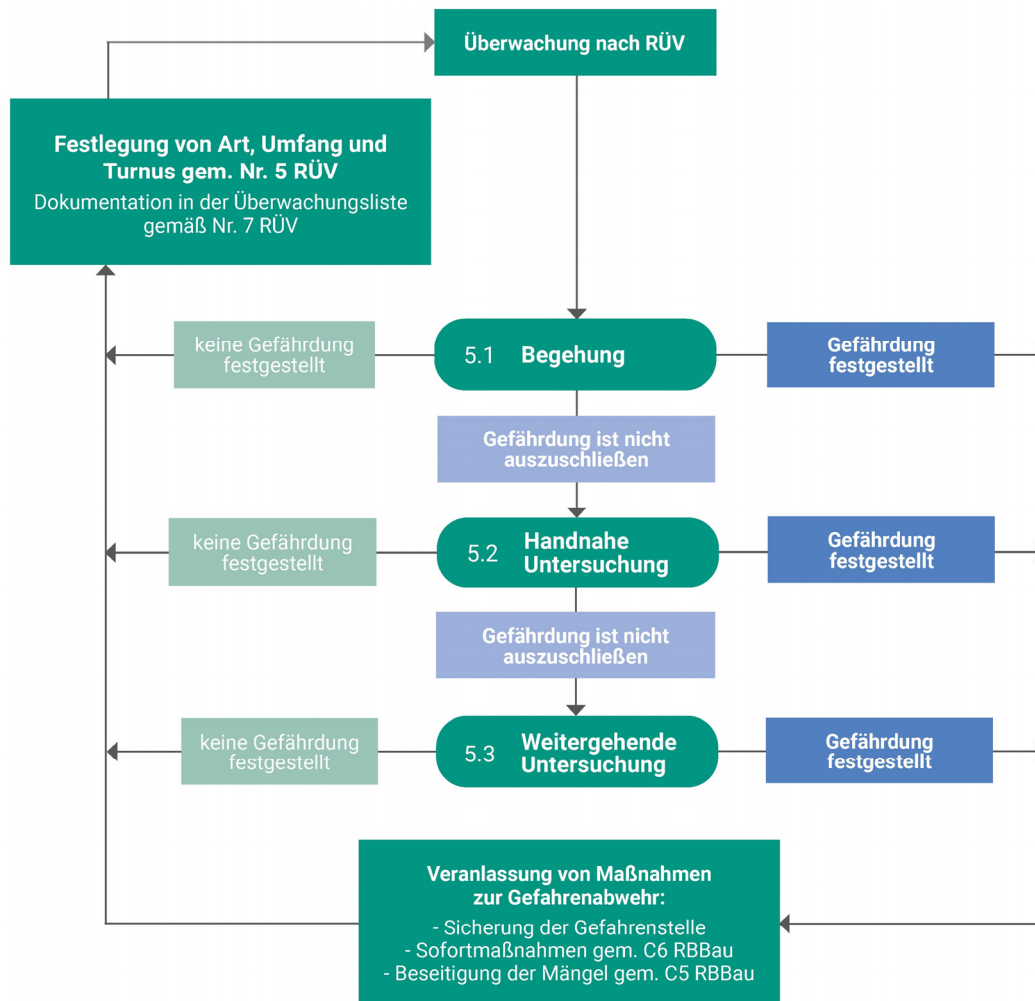 Überwachung nach RÜV
Festlegung von Art, Umfang und
Turnus gem. Nr. 5 RÜV
Dokumentation in der Überwachungsliste
gemäß Nr. 7 RÜV
keine Gefährdung
festgestellt
5.1 Begehung
Gefährdung
festgestellt
Gefährdung ist nicht
auszuschließen
keine Gefährdung
festgestellt
5.2 Handnahe
Untersuchung
Gefährdung
festgestellt
Gefährdung ist nicht
auszuschließen
keine Gefährdung
festgestellt
5.3 Weitergehende
Untersuchung
Gefährdung
festgestellt
Veranlassung von Maßnahmen
zur Gefahrenabwehr:
- Sicherung der Gefahrenstelle
- Sofortmaßnahmen gem. C6 RBBau
- Beseitigung der Mängel gem. C5 RBBau